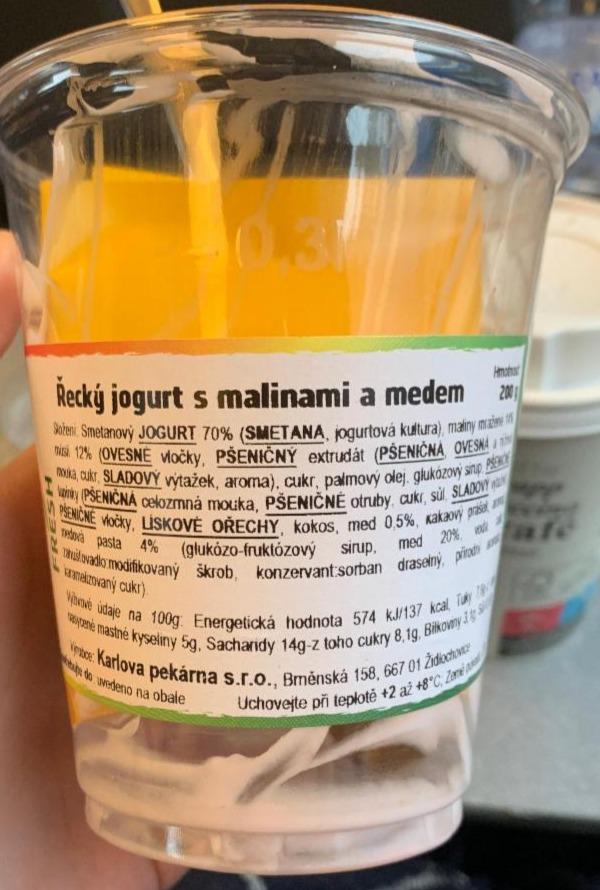 0,3l
Řecký jogurt s malinami a medem
Hmotnost
200 g
Složení: Smetanový JOGURT 70% (SMETANA, jogurtová kultura), maliny mražené
müsli 12% (OVESNÉ vločky, PŠENIČNÝ extrudát (PŠENIČNÁ, OVESNÁ a
mouka, cukr, SLADOVÝ výtažek, aroma), cukr, palmový olej, glukózový sirup,
lupínky (PŠENIČNÁ celozrnná mouka, PŠENIČNÉ otruby, cukr, sůl, SLADOVÝ
PŠENIČNÉ vločky, LÍSKOVÉ OŘECHY, kokos, med 0,5%, kakaový prášek,
medová pasta 4% (glukózo-fruktózový sirup, med 20%, voda,
zahušťovadlo:modifikovaný škrob, konzervant:sorban draselný, přírodní
karamelizovaný cukr)
FRESH
Výživové údaje na 100g: Energetická hodnota 574 kJ/137 kcal, Tuky
nasycené mastné kyseliny 5g, Sacharidy 14g-z toho cukry 8,1g, Bílkoviny
Výrobce: Karlova pekárna s.r.o., Brněnská 158, 667 01 Židlochovice
do: uvedeno na obale
Uchovejte při teplotě +2 až +8°C,